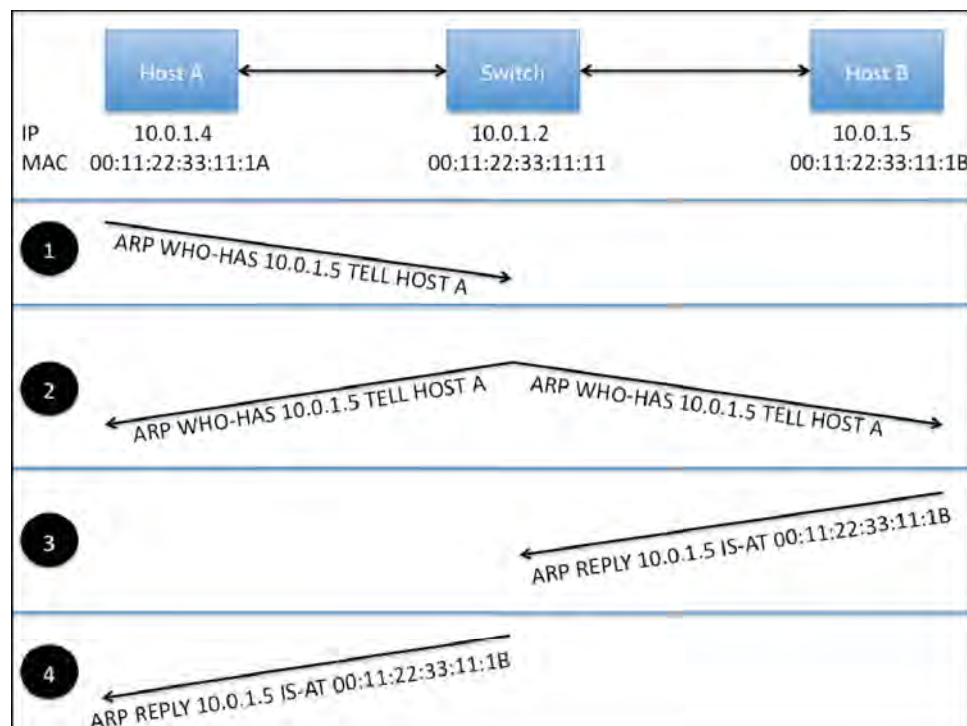 Host A Switch Host B
IP 10.0.1.4 10.0.1.2 10.0.1.5
MAC 00:11:22:33:11:1A 00:11:22:33:11:11 00:11:22:33:11:1B
1
ARP WHO-HAS 10.0.1.5 TELL HOST A
2
ARP WHO-HAS 10.0.1.5 TELL HOST A
ARP WHO-HAS 10.0.1.5 TELL HOST A
3
ARP REPLY 10.0.1.5 IS-AT 00:11:22:33:11:1B
4
ARP REPLY 10.0.1.5 IS-AT 00:11:22:33:11:1B